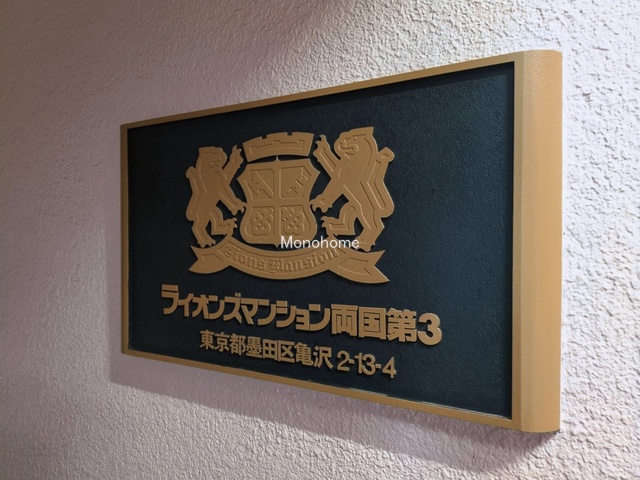 Monohome
Lions Mansion
ライオンズマンション両国第3
東京都墨田区亀沢2-13-4